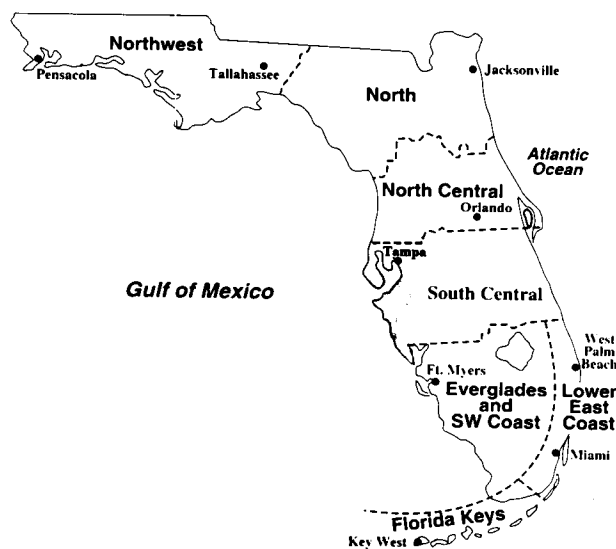 Northwest
Pensacola
Tallahassee
Jacksonville
North
Atlantic
Ocean
North Central
Orlando
Tampa
Gulf of Mexico
South Central
West
Palm
Beach
Ft. Myers
Everglades
and
SW Coast
Lower
East
Coast
Miami
Florida Keys
Key West